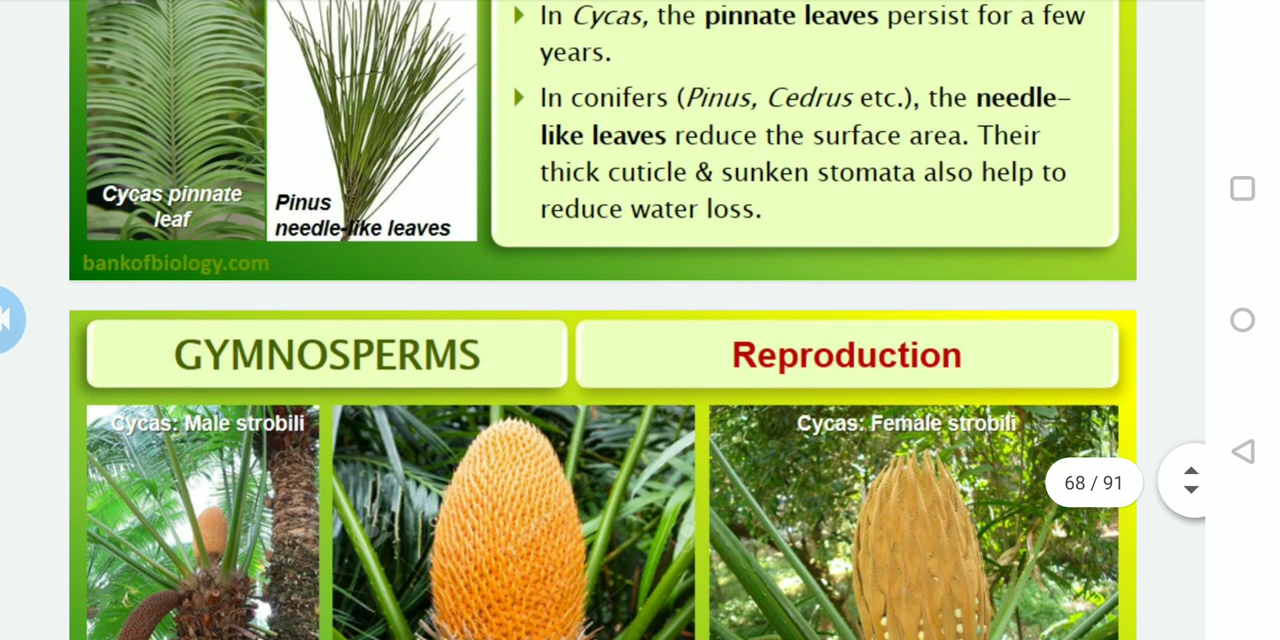 In Cycas, the pinnate leaves persist for a few
years.
In conifers (Pinus, Cedrus etc.), the needle–
like leaves reduce the surface area. Their
thick cuticle & sunken stomata also help to
reduce water loss.
Cycas pinnate
leaf
Pinus
needle-like leaves
bankofbiology.com
GYMNOSPERMS
Reproduction
Cycas: Male strobili
Cycas: Female strobili
68 / 91